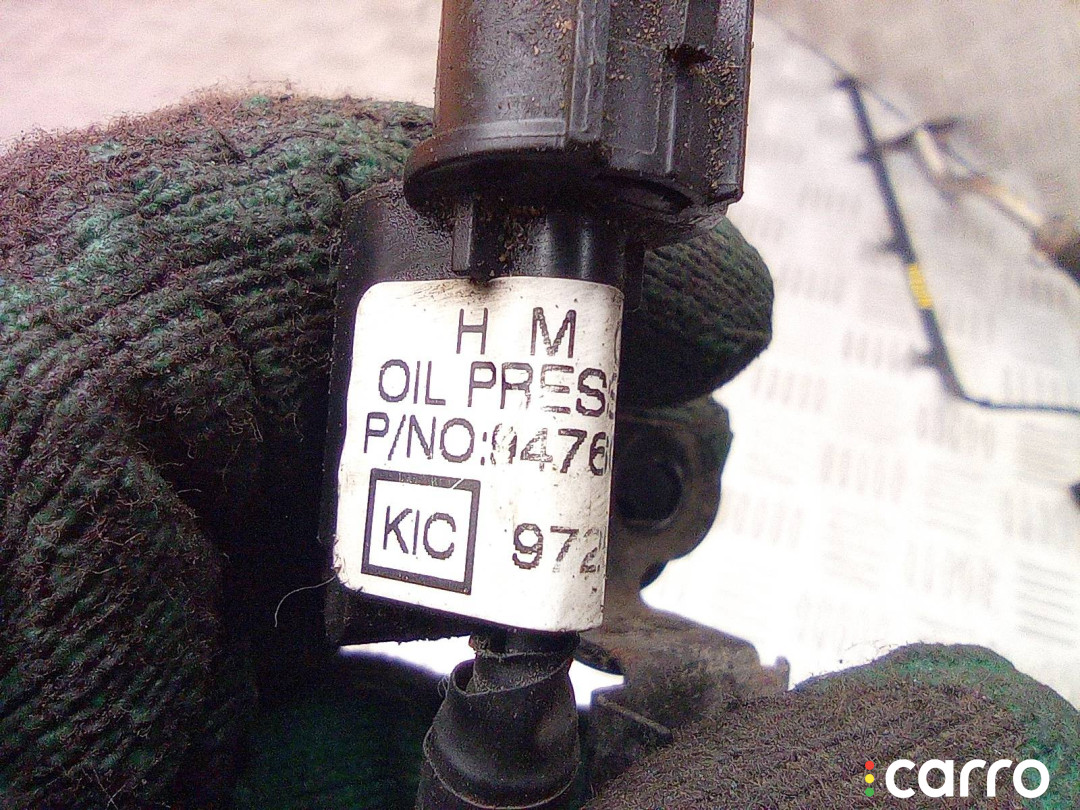 H M
OIL PRESS
P/NO:9476
KIC 972
carro